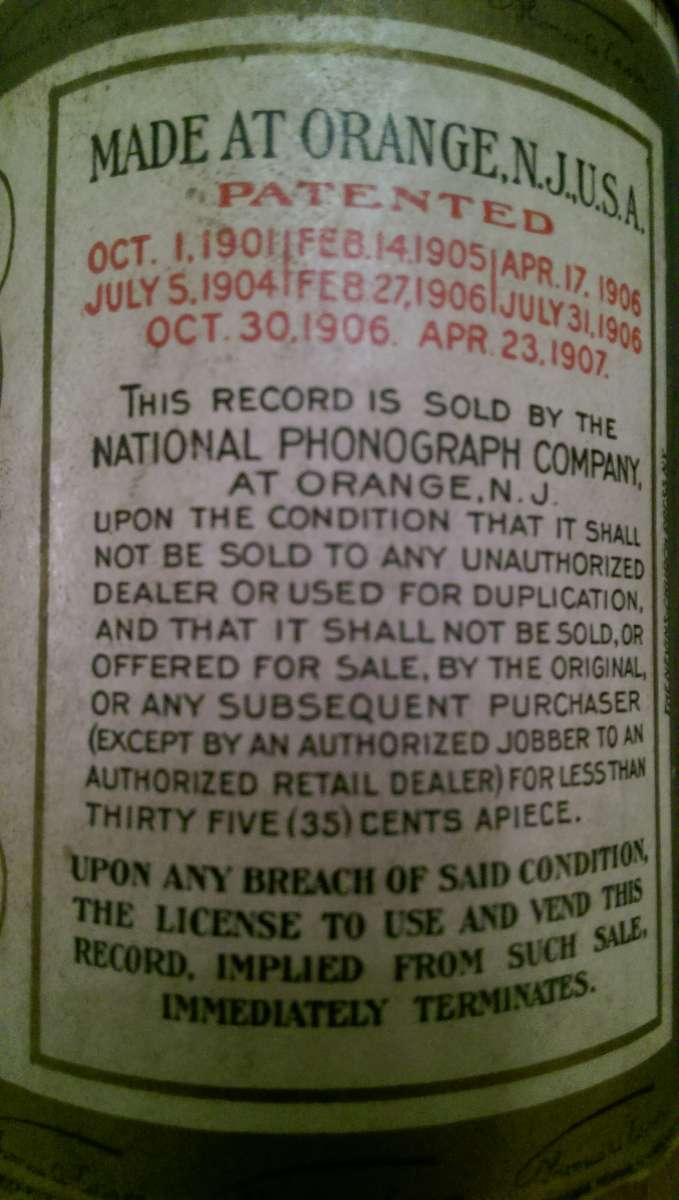 MADE AT ORANGE, N.J., U.S.A.
PATENTED
OCT. 1, 1901 FEB. 14, 1905 APR. 17, 1906
JULY 5, 1904 FEB 27, 1906 JULY 31, 1906
OCT. 30, 1906. APR. 23, 1907.
THIS RECORD IS SOLD BY THE
NATIONAL PHONOGRAPH COMPANY,
AT ORANGE, N.J.
UPON THE CONDITION THAT IT SHALL
NOT BE SOLD TO ANY UNAUTHORIZED
DEALER OR USED FOR DUPLICATION,
AND THAT IT SHALL NOT BE SOLD, OR
OFFERED FOR SALE, BY THE ORIGINAL,
OR ANY SUBSEQUENT PURCHASER
(EXCEPT BY AN AUTHORIZED JOBBER TO AN
AUTHORIZED RETAIL DEALER) FOR LESS THAN
THIRTY FIVE (35) CENTS APIECE.
UPON ANY BREACH OF SAID CONDITION,
THE LICENSE TO USE AND VEND THIS
RECORD, IMPLIED FROM SUCH SALE,
IMMEDIATELY TERMINATES.